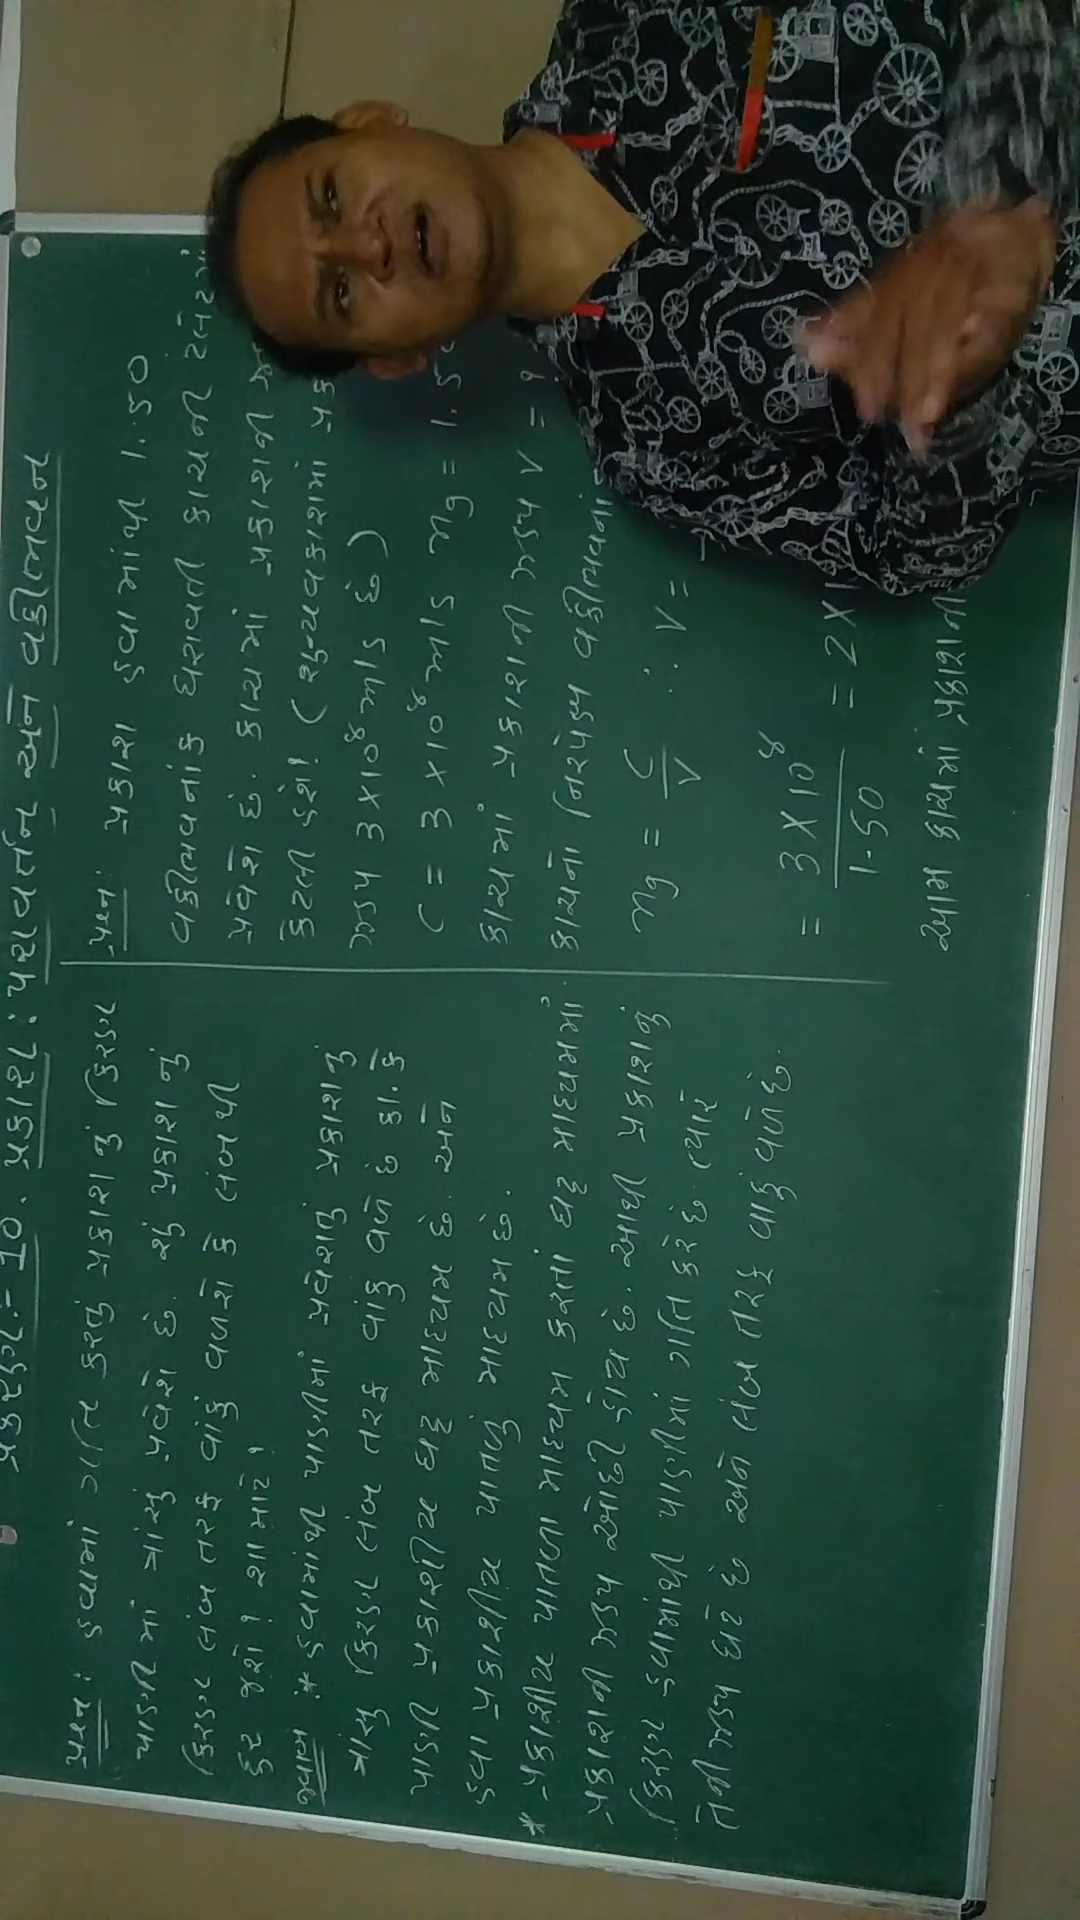 પ્રકરણ:- 10. પ્રકાશ : પરાવર્તન અને વક્રીભવન
પ્રશ્ન : હવામાં ગતિ કરતું પ્રકાશનું કિરણ
પાણીમાં ત્રાંસું પ્રવેશે છે. શું પ્રકાશનું
કિરણ લંબ તરફ વાંકું વળશે કે લંબથી
દૂર જશે? શા માટે?
જવાબ : * હવામાંથી પાણીમાં પ્રવેશતું પ્રકાશનું
ત્રાંસુ કિરણ લંબ તરફ વાંકુ વળે છે કા.કે
પાણી પ્રકાશીય ઘટ્ટ માધ્યમ છે. અને
હવા પ્રકાશીય પાતળુ માધ્યમ છે.
* પ્રકાશીય પાતળા માધ્યમ કરતાં ઘટ્ટ માધ્યમમાં
પ્રકાશની ઝડપ ઓછી હોય છે. આથી પ્રકાશનું
કિરણ હવામાંથી પાણીમાં ગતિ કરે છે ત્યારે
તેની ઝડપ ઘટે છે અને લંબ તરફ વાંકું વળે છે.
પ્રશ્ન : પ્રકાશ હવામાંથી 1.50
વક્રીભવનાંક ધરાવતી કાચની પ્લેટમાં
પ્રવેશે છે. કાચમાં પ્રકાશની
કેટલી હશે? (શૂન્યવકાશમાં
ઝડપ 3 X 10⁸ m/s છે)
C = 3 X 10⁸ m/s ng = 1.5
કાચમાં પ્રકાશની ઝડપ v = ?
કાચનો નિરપેક્ષ વક્રીભવનાંક
ng = C/v ∴ v =
= 3 X 10⁸ / 1.50 = 2 X 1
આમ કાચમાં પ્રકાશની